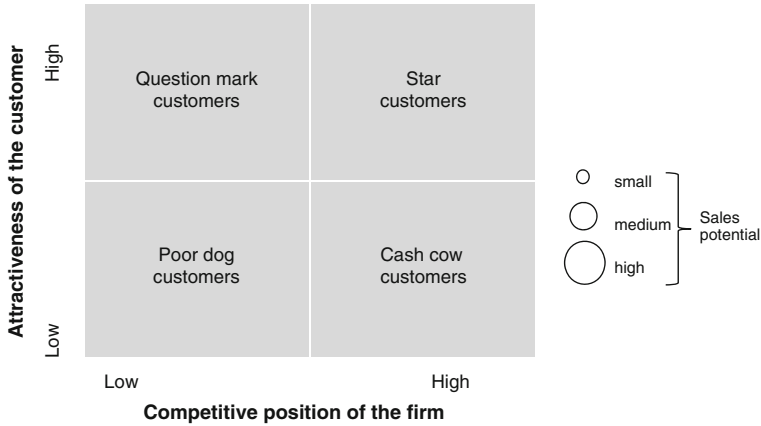 Attractiveness of the customer
High
Low
Question mark
customers
Star
customers
Poor dog
customers
Cash cow
customers
small
medium
high
Sales
potential
Low
High
Competitive position of the firm